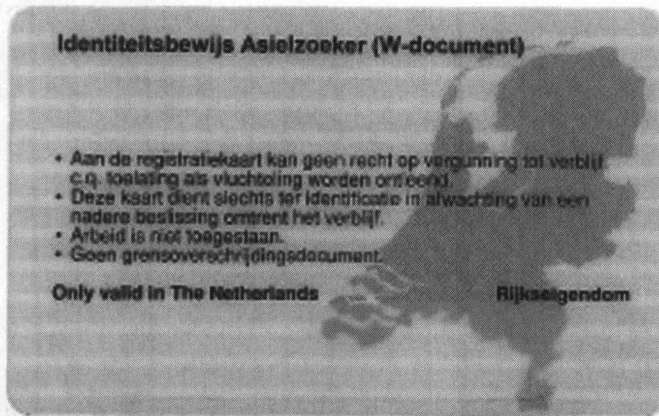 Identiteitsbewijs Asielzoeker (W-document)
• Aan de registratiekaart kan geen recht op vergunning tot verblijf
c.q. toelating als vluchteling worden ontleend.
• Deze kaart dient slechts ter identificatie in afwachting van een
nadere beslissing omtrent het verblijf.
• Arbeid is niet toegestaan.
• Geen grensoverschrijdingsdocument.
Only valid in The Netherlands
Rijkseigendom